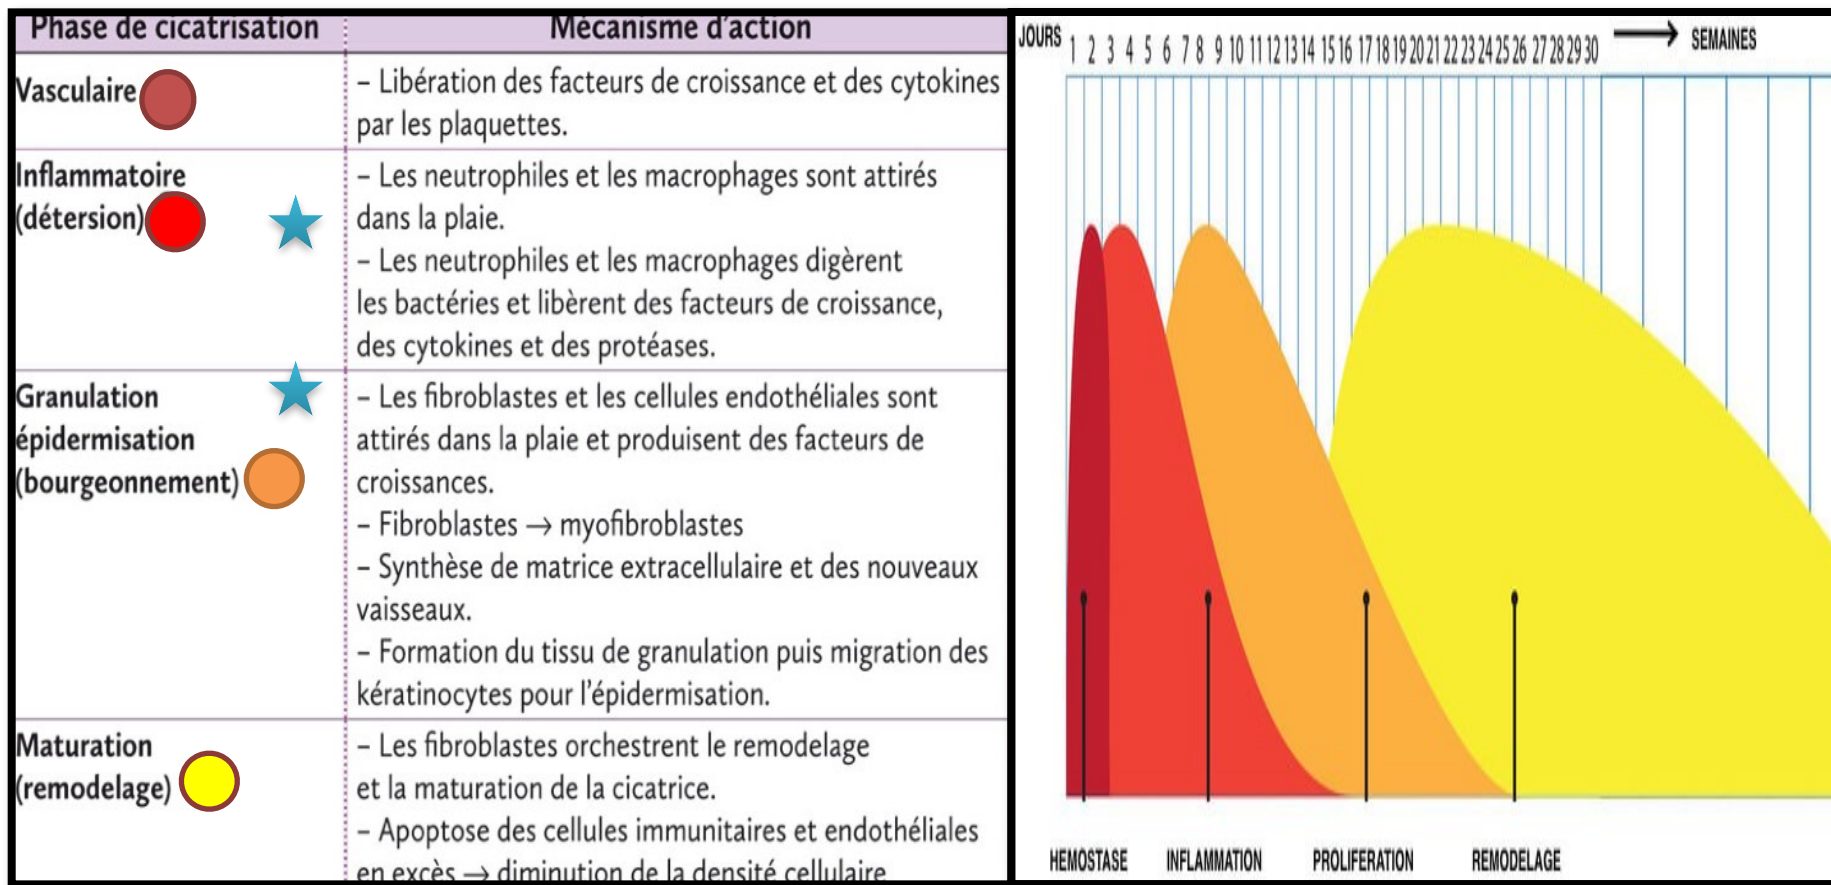 Phase de cicatrisation
Mécanisme d'action
Vasculaire
– Libération des facteurs de croissance et des cytokines
par les plaquettes.
Inflammatoire
(détersion)
– Les neutrophiles et les macrophages sont attirés
dans la plaie.
– Les neutrophiles et les macrophages digèrent
les bactéries et libèrent des facteurs de croissance,
des cytokines et des protéases.
Granulation
épidermisation
(bourgeonnement)
– Les fibroblastes et les cellules endothéliales sont
attirés dans la plaie et produisent des facteurs de
croissances.
– Fibroblastes → myofibroblastes
– Synthèse de matrice extracellulaire et des nouveaux
vaisseaux.
– Formation du tissu de granulation puis migration des
kératinocytes pour l'épidermisation.
Maturation
(remodelage)
– Les fibroblastes orchestrent le remodelage
et la maturation de la cicatrice.
– Apoptose des cellules immunitaires et endothéliales
en excès → diminution de la densité cellulaire
JOURS 1 2 3 4 5 6 7 8 9 10 11 12 13 14 15 16 17 18 19 20 21 22 23 24 25 26 27 28 29 30 → SEMAINES
HEMOSTASE INFLAMMATION PROLIFERATION REMODELAGE